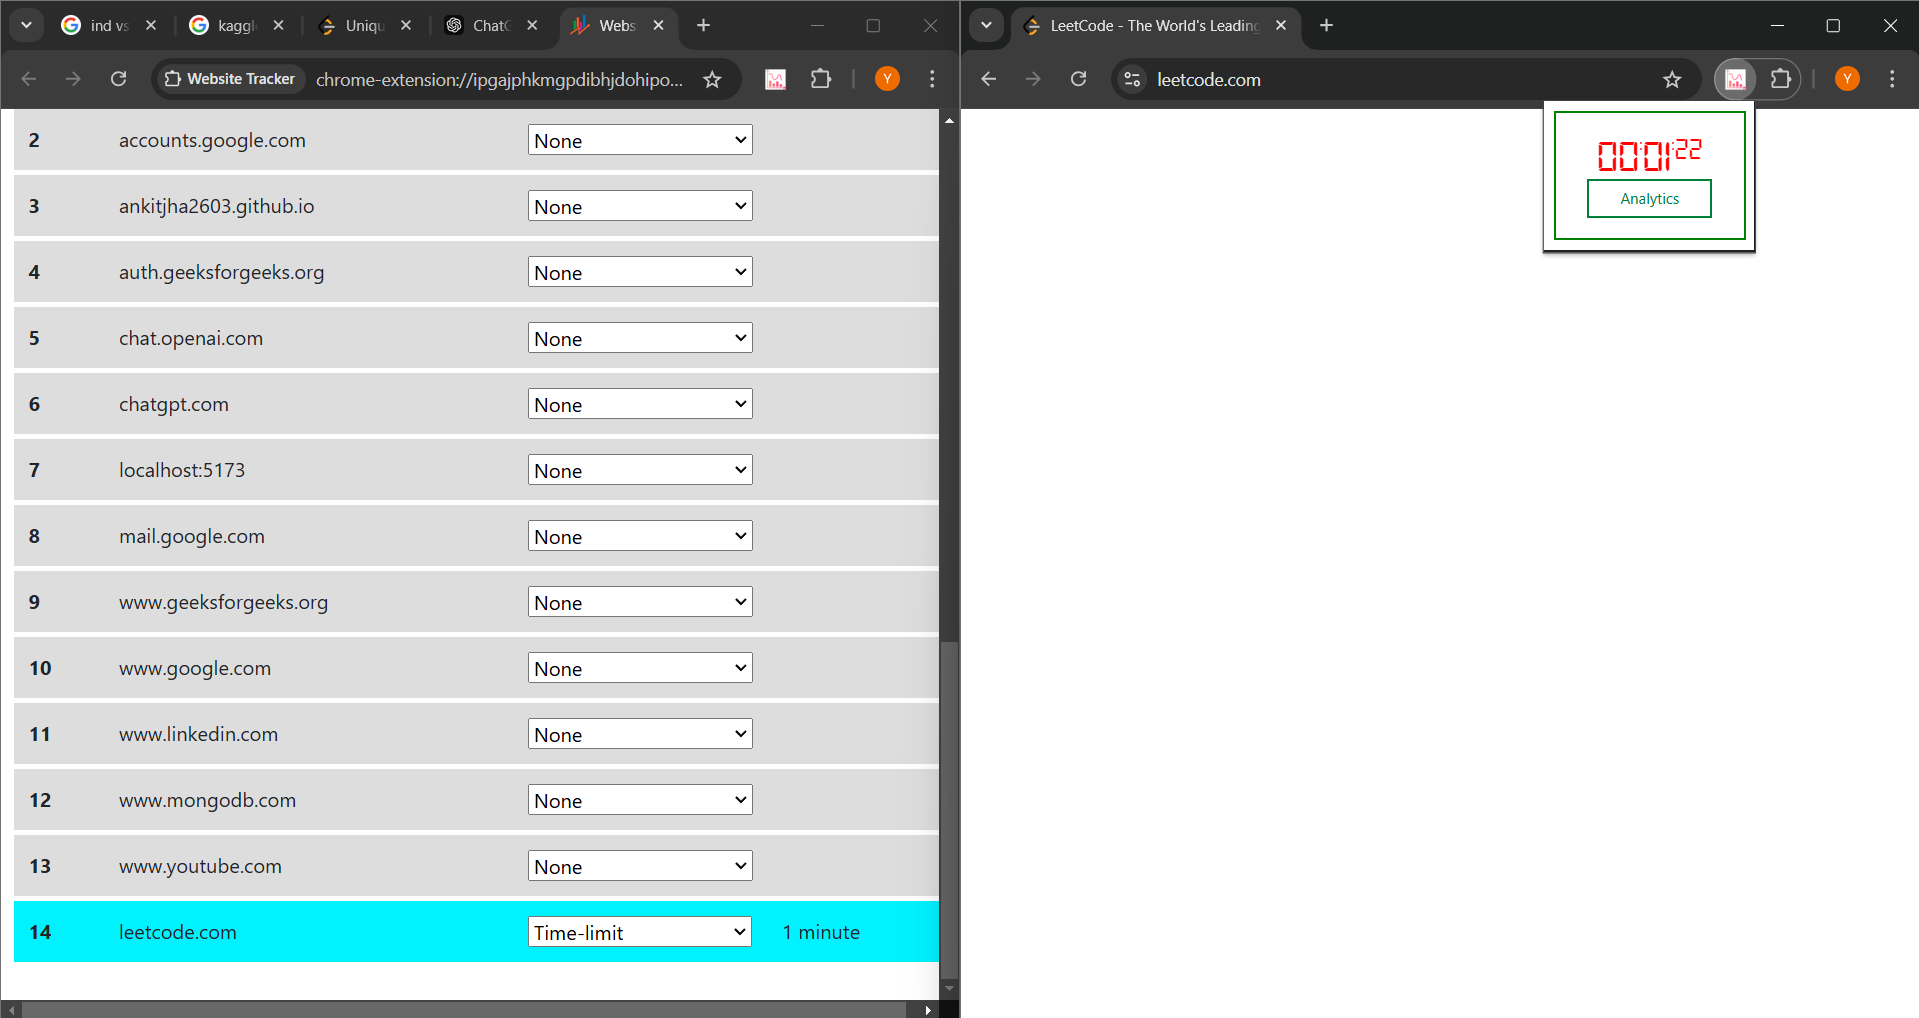 ind vs
kaggl
Uniqu
ChatG
Webs
Website Tracker
chrome-extension://ipgajphkmgpdibhjdohipo...
Y
2 accounts.google.com None
3 ankitjha2603.github.io None
4 auth.geeksforgeeks.org None
5 chat.openai.com None
6 chatgpt.com None
7 localhost:5173 None
8 mail.google.com None
9 www.geeksforgeeks.org None
10 www.google.com None
11 www.linkedin.com None
12 www.mongodb.com None
13 www.youtube.com None
14 leetcode.com Time-limit 1 minute
LeetCode - The World's Leading
leetcode.com
Y
00:01:22
Analytics